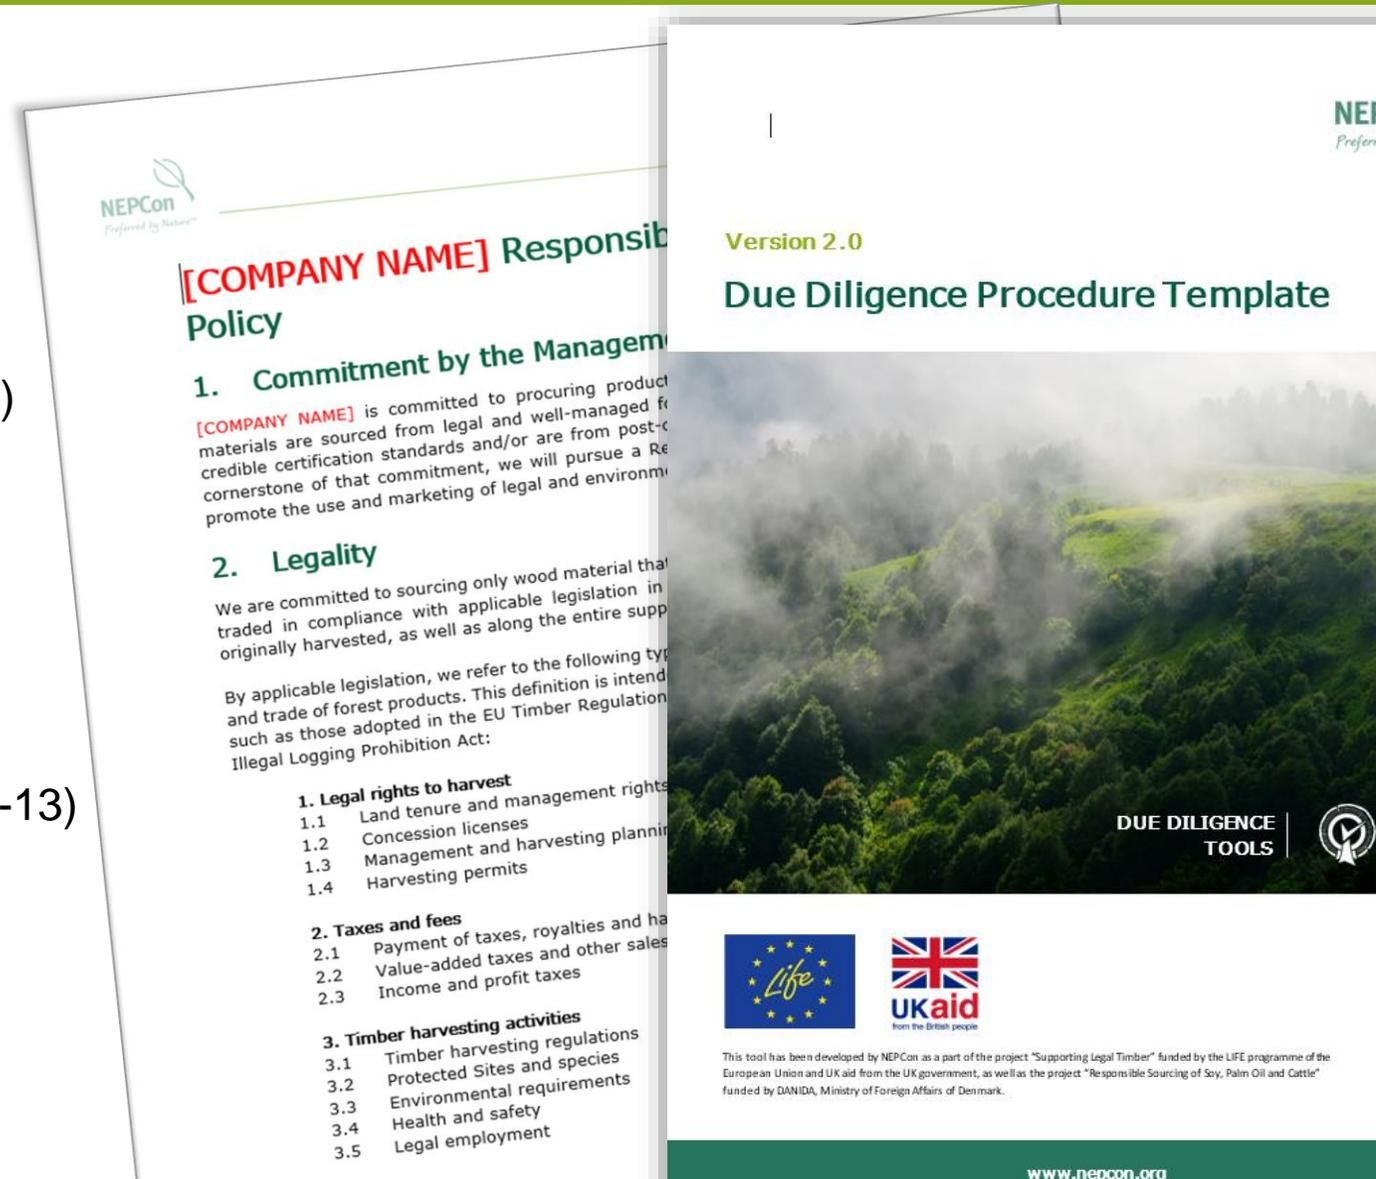 )
-13)
NEPCon
Preferred by Nature™
[COMPANY NAME] Responsib
Policy
1. Commitment by the Managem
[COMPANY NAME] is committed to procuring product
materials are sourced from legal and well-managed fo
credible certification standards and/or are from post-c
cornerstone of that commitment, we will pursue a Re
promote the use and marketing of legal and environm
2. Legality
We are committed to sourcing only wood material that
traded in compliance with applicable legislation in
originally harvested, as well as along the entire supp
By applicable legislation, we refer to the following typ
and trade of forest products. This definition is intend
such as those adopted in the EU Timber Regulation
Illegal Logging Prohibition Act:
1. Legal rights to harvest
1.1 Land tenure and management rights
1.2 Concession licenses
1.3 Management and harvesting plannin
1.4 Harvesting permits
2. Taxes and fees
2.1 Payment of taxes, royalties and ha
2.2 Value-added taxes and other sales
2.3 Income and profit taxes
3. Timber harvesting activities
3.1 Timber harvesting regulations
3.2 Protected Sites and species
3.3 Environmental requirements
3.4 Health and safety
3.5 Legal employment
NEP
Prefer
Version 2.0
Due Diligence Procedure Template
DUE DILIGENCE
TOOLS
Life
UKaid
from the British people
This tool has been developed by NEPCon as a part of the project “Supporting Legal Timber” funded by the LIFE programme of the
European Union and UK aid from the UK government, as well as the project “Responsible Sourcing of Soy, Palm Oil and Cattle”
funded by DANIDA, Ministry of Foreign Affairs of Denmark.
www.nepcon.org